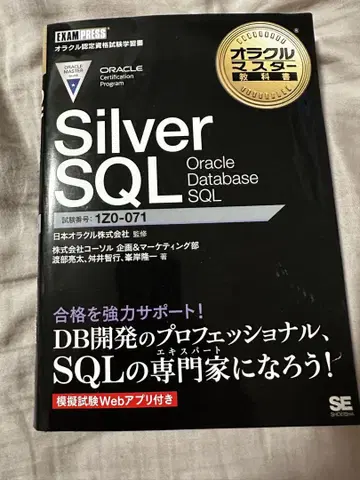 EXAMPRESS
オラクル認定資格試験学習書
ORACLE MASTER
ORACLE
Certification
Program
オラクル
マスター
教科書
Silver
SQL
Oracle
Database
SQL
試験番号:1Z0-071
日本オラクル株式会社 監修
株式会社コーソル 企画&マーケティング部
渡部亮太、舛井智行、峯岸隆一 著
合格を強力サポート!
DB開発のプロフェッショナル、
エキスパート
SQLの専門家になろう!
模擬試験Webアプリ付き
SE
SHOEISHA